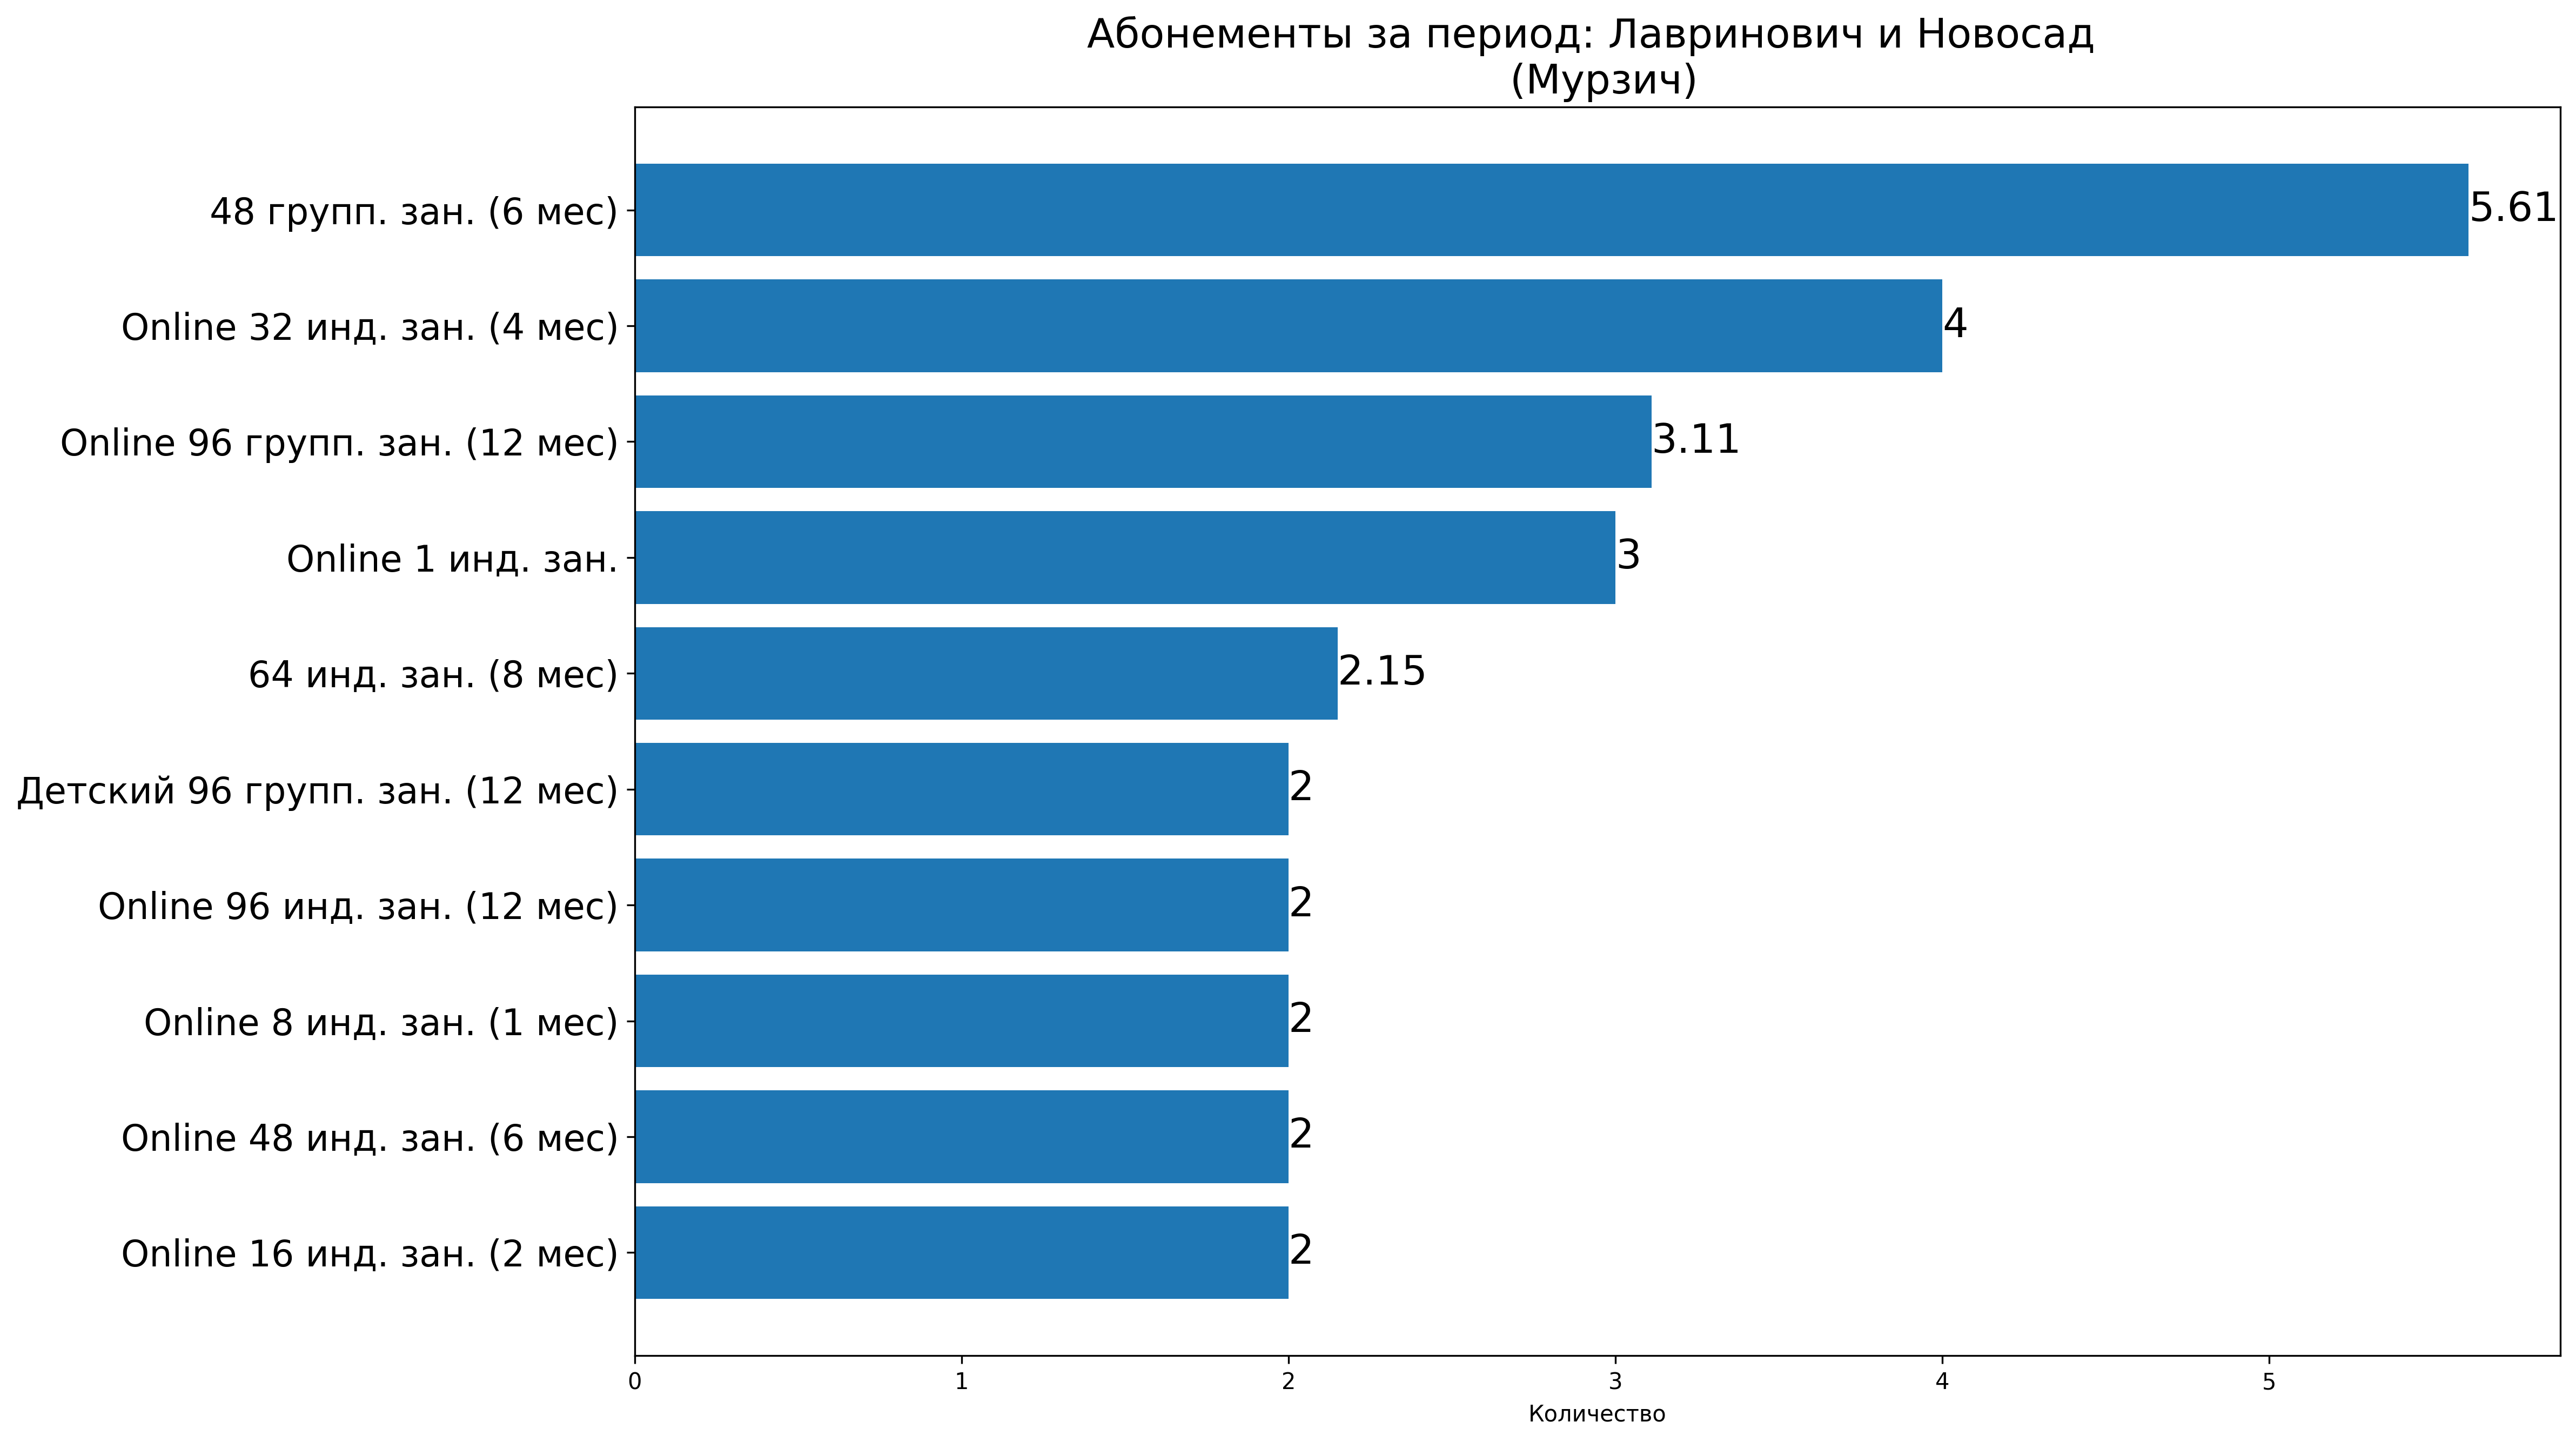 Абонементы за период: Лавринович и Новосад
(Мурзич)
48 групп. зан. (6 мес)
5.61
Online 32 инд. зан. (4 мес)
4
Online 96 групп. зан. (12 мес)
3.11
Online 1 инд. зан.
3
64 инд. зан. (8 мес)
2.15
Детский 96 групп. зан. (12 мес)
2
Online 96 инд. зан. (12 мес)
2
Online 8 инд. зан. (1 мес)
2
Online 48 инд. зан. (6 мес)
2
Online 16 инд. зан. (2 мес)
2
0 1 2 3 4 5
Количество